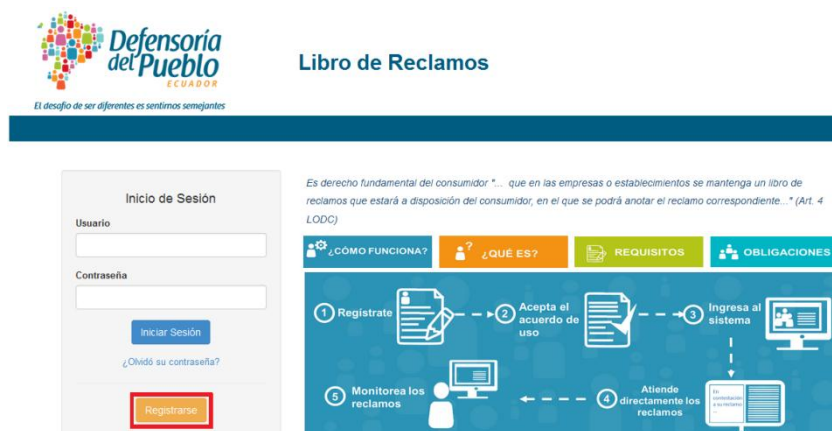 Defensoría
del Pueblo
ECUADOR
El desafío de ser diferentes es sentirnos semejantes
Libro de Reclamos
Inicio de Sesión
Usuario
Contraseña
Iniciar Sesión
¿Olvidó su contraseña?
Registrarse
Es derecho fundamental del consumidor "... que en las empresas o establecimientos se mantenga un libro de
reclamos que estará a disposición del consumidor, en el que se podrá anotar el reclamo correspondiente..." (Art. 4
LODC)
¿CÓMO FUNCIONA?
¿QUÉ ES?
REQUISITOS
OBLIGACIONES
1 Regístrate
2 Acepta el
acuerdo de
uso
3 Ingresa al
sistema
4 Atiende
directamente los
reclamos
5 Monitorea los
reclamos